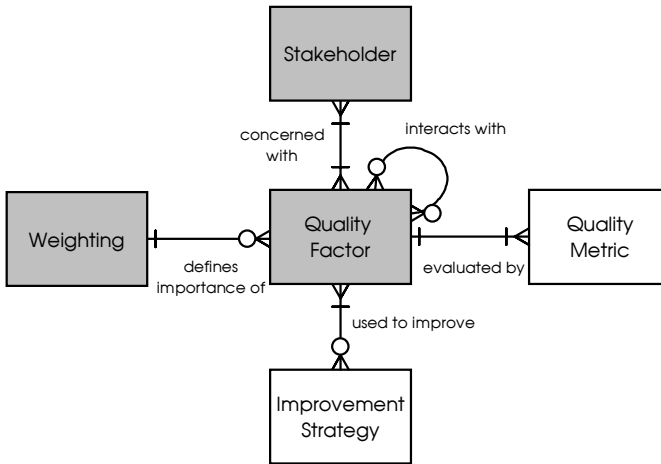 Stakeholder
concerned
with
interacts with
Weighting
Quality
Factor
Quality
Metric
defines
importance of
evaluated by
used to improve
Improvement
Strategy